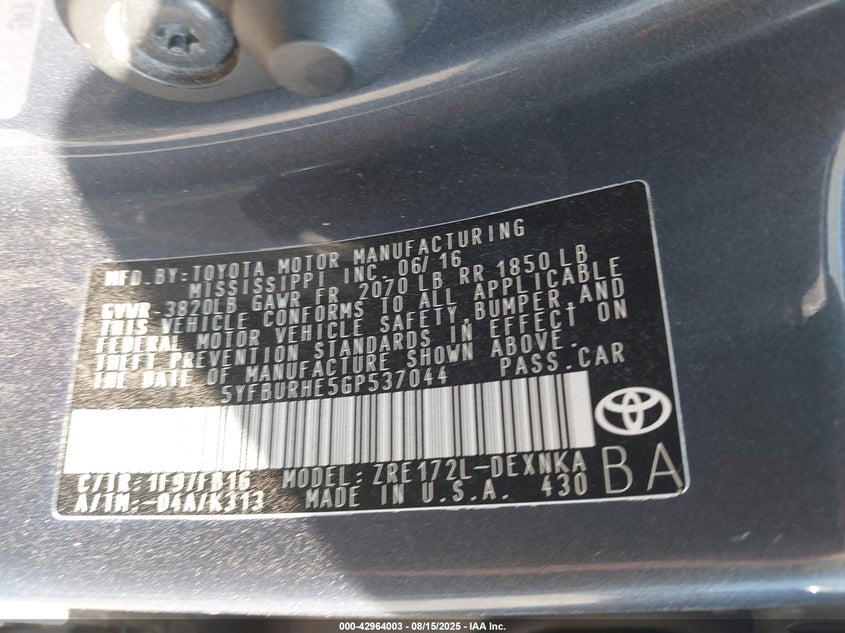 MFD.BY:TOYOTA MOTOR MANUFACTURING
MISSISSIPPI INC. 06/16
GVWR 3820LB GAWR FR 2070 LB RR 1850 LB
THIS VEHICLE CONFORMS TO ALL APPLICABLE
FEDERAL MOTOR VEHICLE SAFETY,BUMPER,AND
THEFT PREVENTION STANDARDS IN EFFECT ON
THE DATE OF MANUFACTURE SHOWN ABOVE.
5YFBURHE5GP537044 PASS.CAR
C/TR:1F9/FB16 MODEL:ZRE172L-DEXNKA
A/TM:-04A/K313 MADE IN U.S.A. 430 BA
000-42964003 - 08/15/2025 - IAA Inc.